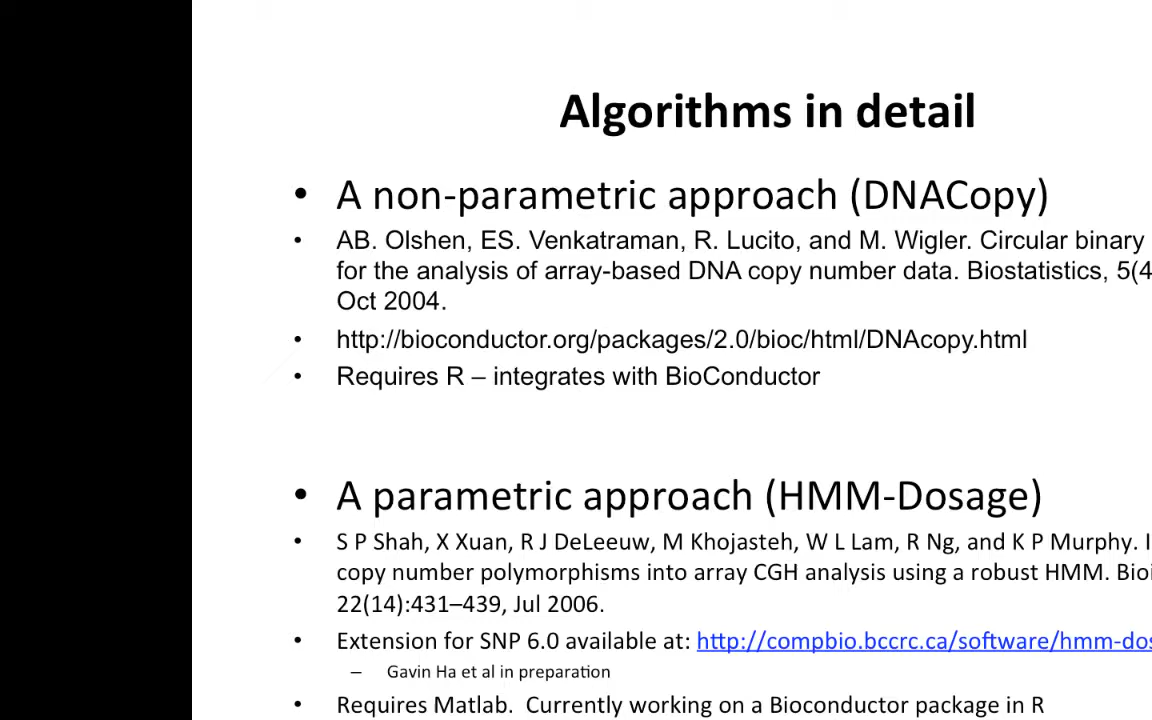 Algorithms in detail
• A non-parametric approach (DNACopy)
• AB. Olshen, ES. Venkatraman, R. Lucito, and M. Wigler. Circular binary
for the analysis of array-based DNA copy number data. Biostatistics, 5(4
Oct 2004.
• http://bioconductor.org/packages/2.0/bioc/html/DNAcopy.html
• Requires R – integrates with BioConductor
• A parametric approach (HMM-Dosage)
• S P Shah, X Xuan, R J DeLeeuw, M Khojasteh, W L Lam, R Ng, and K P Murphy.
copy number polymorphisms into array CGH analysis using a robust HMM.
22(14):431–439, Jul 2006.
• Extension for SNP 6.0 available at: http://compbio.bccrc.ca/software/hmm-dos
– Gavin Ha et al in preparation
• Requires Matlab. Currently working on a Bioconductor package in R